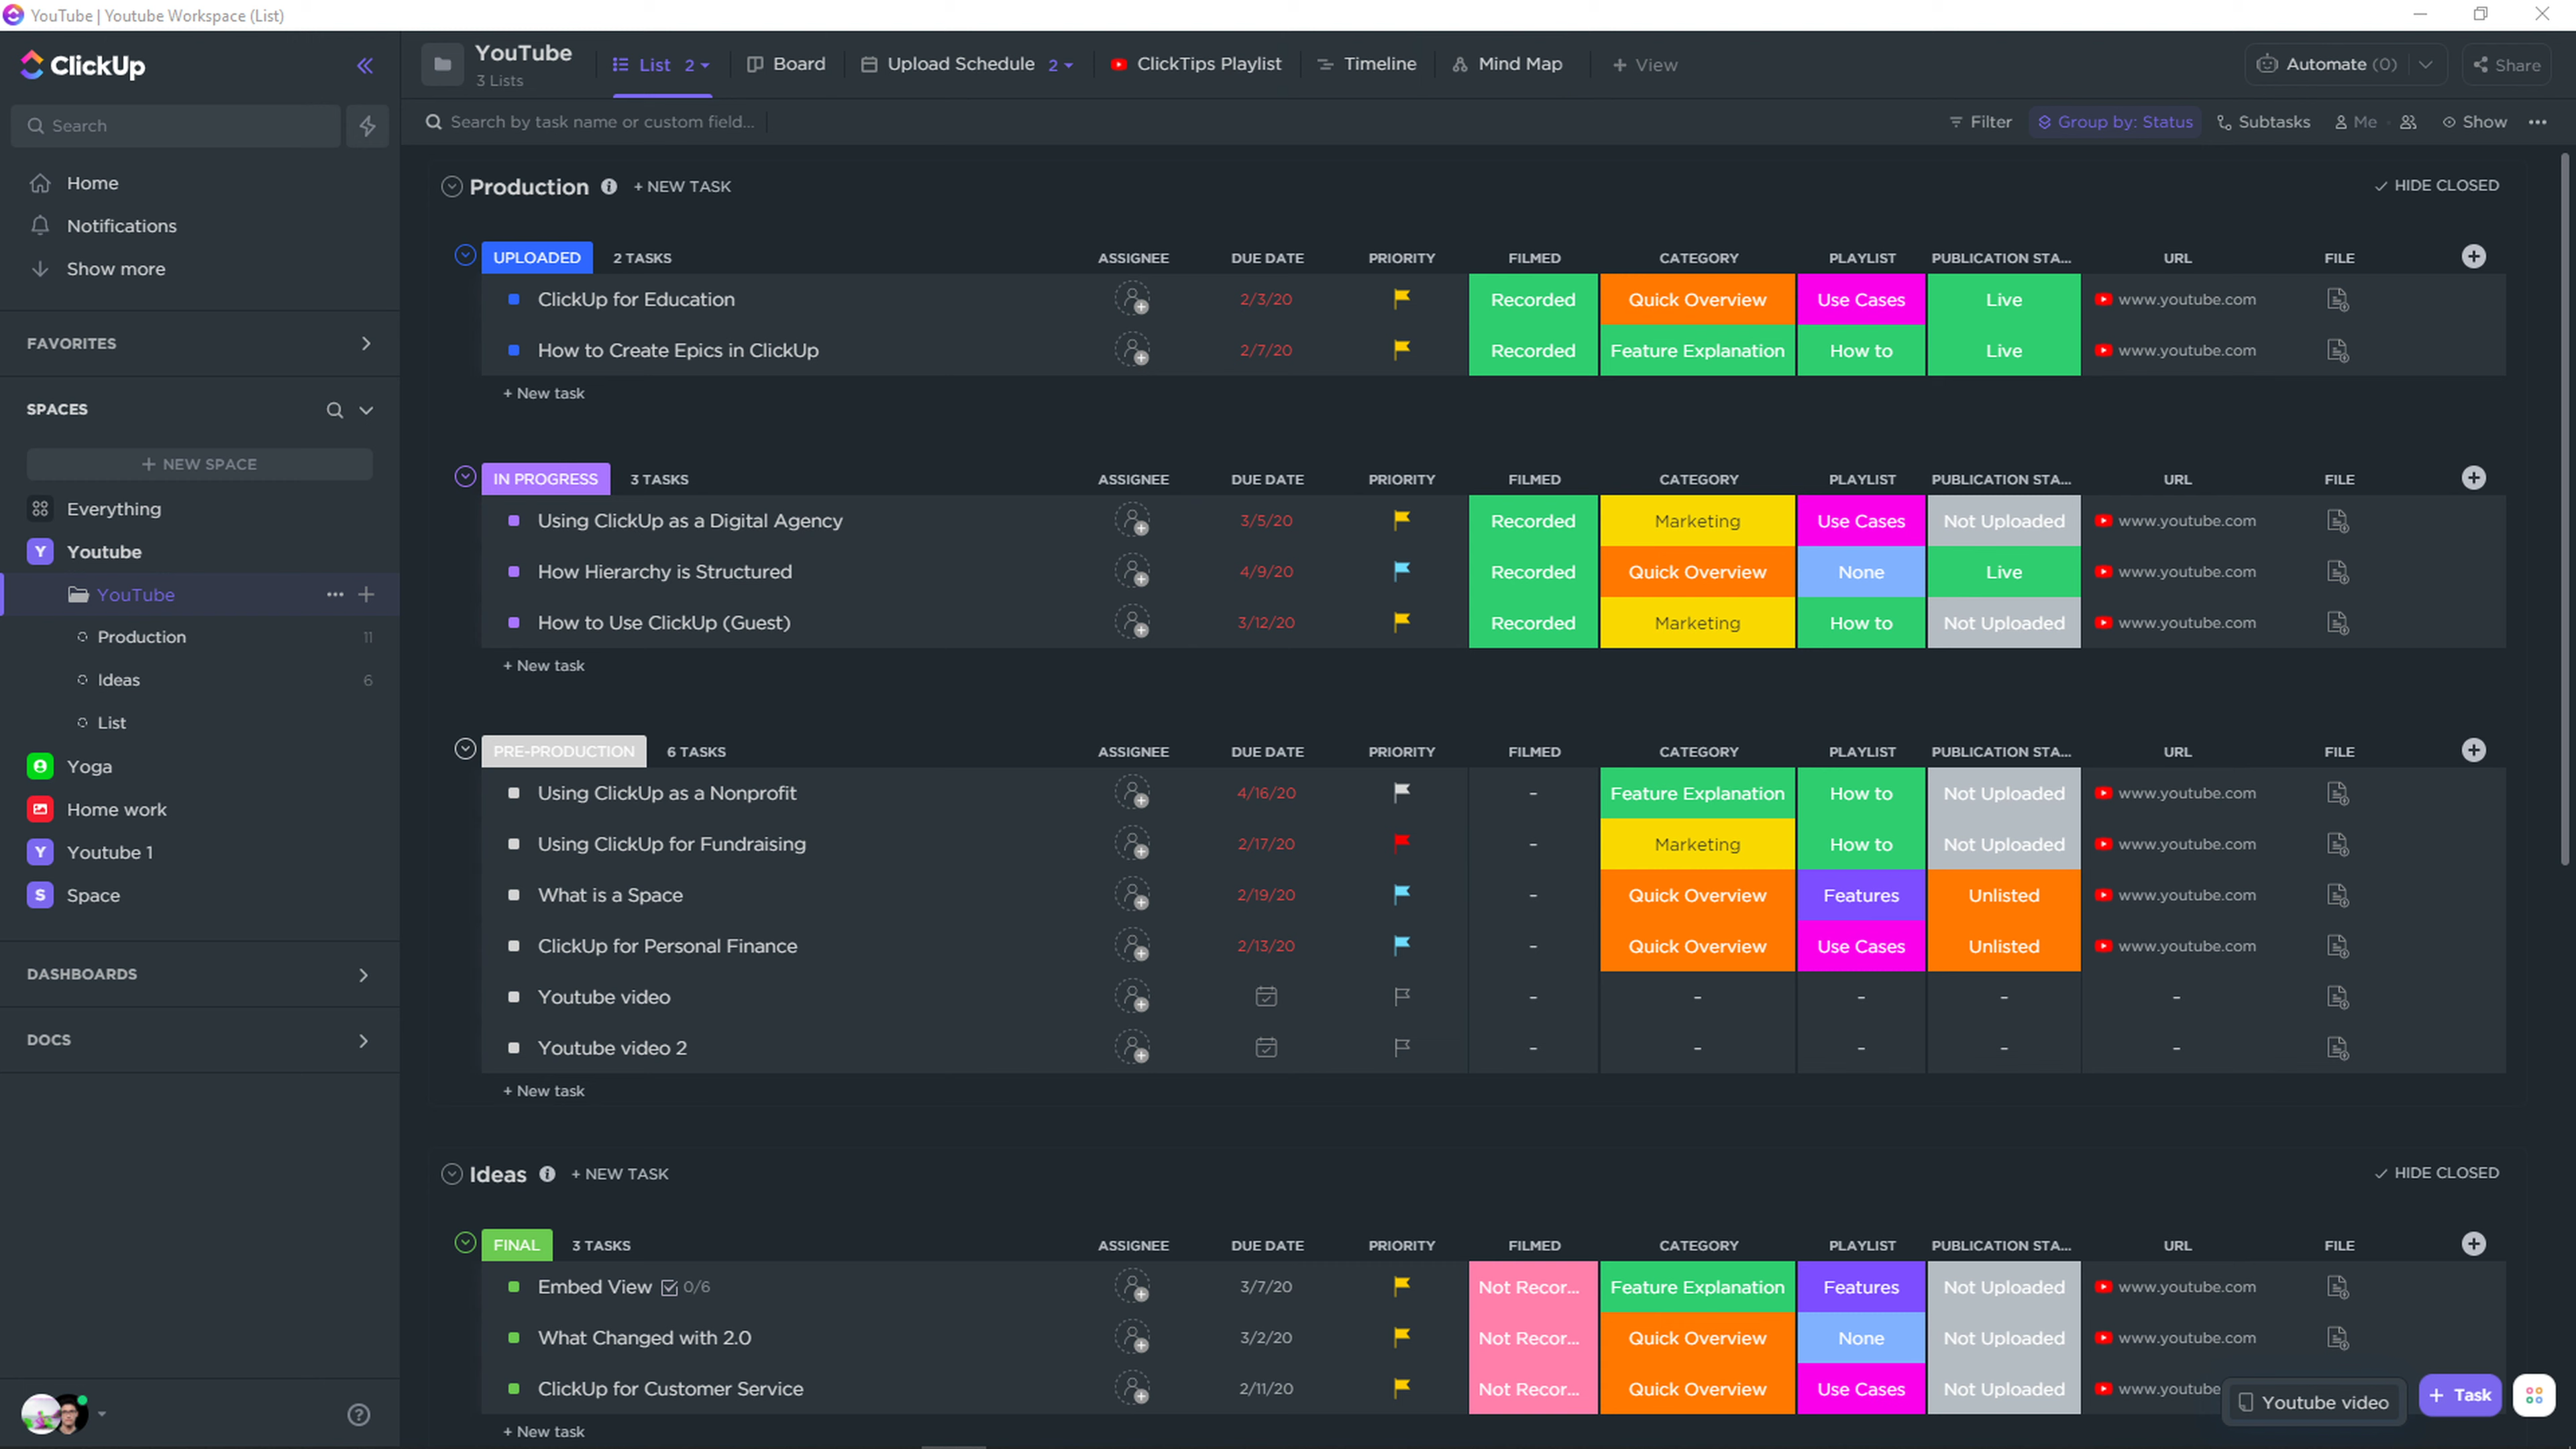 YouTube | Youtube Workspace (List)
ClickUp
YouTube
3 Lists
List 2
Board
Upload Schedule 2
ClickTips Playlist
Timeline
Mind Map
+ View
Automate (0)
Share
Search
Search by task name or custom field...
Filter
Group by: Status
Subtasks
Me
Show
Home
Notifications
Show more
FAVORITES
SPACES
+ NEW SPACE
Everything
Y Youtube
YouTube
Production 11
Ideas 6
List
Yoga
Home work
Y Youtube 1
S Space
DASHBOARDS
DOCS
Production + NEW TASK HIDE CLOSED
UPLOADED 2 TASKS ASSIGNEE DUE DATE PRIORITY FILMED CATEGORY PLAYLIST PUBLICATION STA... URL FILE
ClickUp for Education 2/3/20 Recorded Quick Overview Use Cases Live www.youtube.com
How to Create Epics in ClickUp 2/7/20 Recorded Feature Explanation How to Live www.youtube.com
+ New task
IN PROGRESS 3 TASKS ASSIGNEE DUE DATE PRIORITY FILMED CATEGORY PLAYLIST PUBLICATION STA... URL FILE
Using ClickUp as a Digital Agency 3/5/20 Recorded Marketing Use Cases Not Uploaded www.youtube.com
How Hierarchy is Structured 4/9/20 Recorded Quick Overview None Live www.youtube.com
How to Use ClickUp (Guest) 3/12/20 Recorded Marketing How to Not Uploaded www.youtube.com
+ New task
PRE-PRODUCTION 6 TASKS ASSIGNEE DUE DATE PRIORITY FILMED CATEGORY PLAYLIST PUBLICATION STA... URL FILE
Using ClickUp as a Nonprofit 4/16/20 - Feature Explanation How to Not Uploaded www.youtube.com
Using ClickUp for Fundraising 2/17/20 - Marketing How to Not Uploaded www.youtube.com
What is a Space 2/19/20 - Quick Overview Features Unlisted www.youtube.com
ClickUp for Personal Finance 2/13/20 - Quick Overview Use Cases Unlisted www.youtube.com
Youtube video - - - - -
Youtube video 2 - - - - -
+ New task
Ideas + NEW TASK HIDE CLOSED
FINAL 3 TASKS ASSIGNEE DUE DATE PRIORITY FILMED CATEGORY PLAYLIST PUBLICATION STA... URL FILE
Embed View 0/6 3/7/20 Not Recor... Feature Explanation Features Not Uploaded www.youtube.com
What Changed with 2.0 3/2/20 Not Recor... Quick Overview None Not Uploaded www.youtube.com
ClickUp for Customer Service 2/11/20 Not Recor... Quick Overview Use Cases Not Uploaded www.youtube
+ New task
Youtube video
+ Task